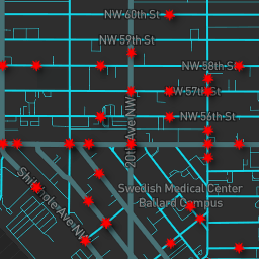 NW 60th St
NW 59th St
NW 58th St
NW 57th St
NW 56th St
20th Ave NW
Shilshole Ave NW
Swedish Medical Center
Ballard Campus